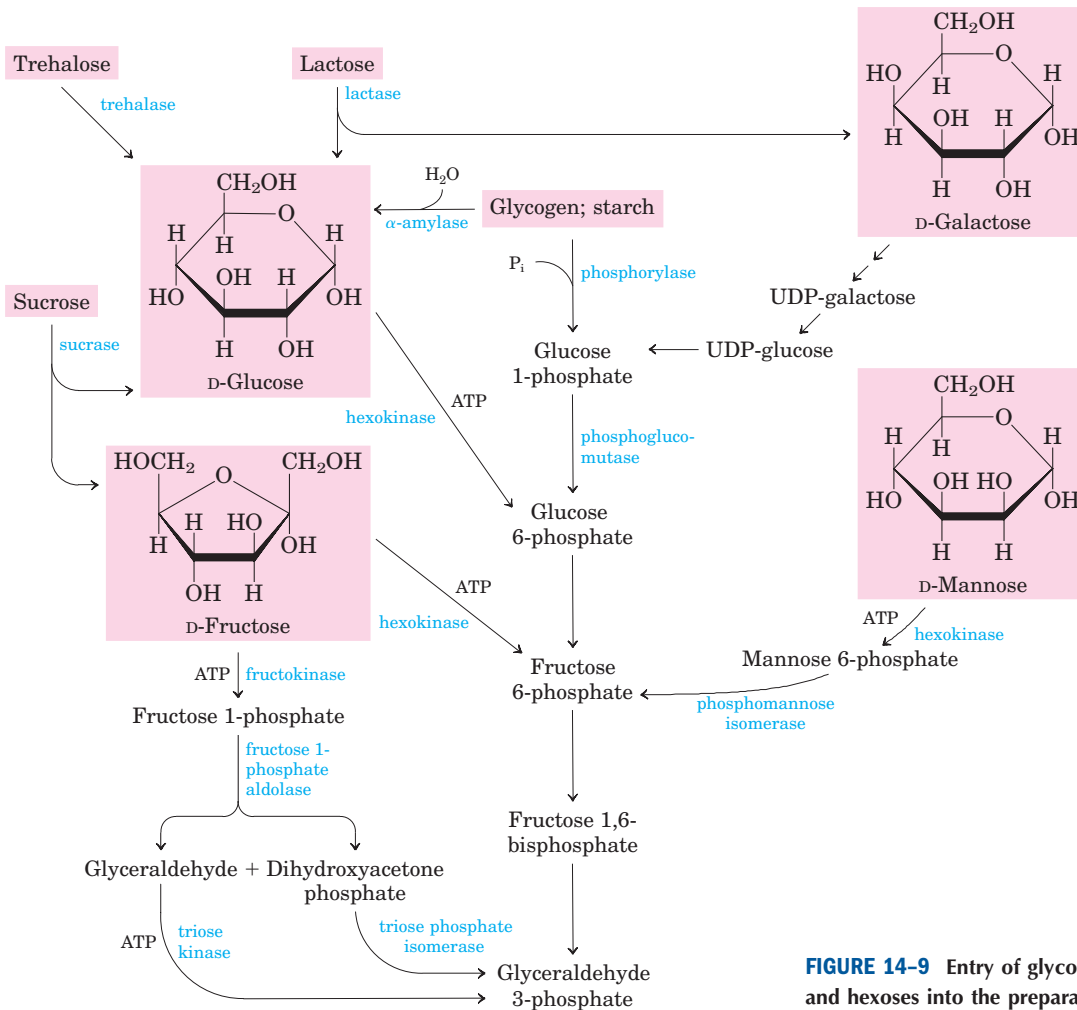 Trehalose
trehalase
Lactose
lactase
CH₂OH
O
HO
H
H
OH
H
H
OH
H
OH
D-Galactose
CH₂OH
O
H
H
H
OH
H
HO
OH
H
OH
D-Glucose
H₂O
α-amylase
Glycogen; starch
Pᵢ
phosphorylase
UDP-galactose
UDP-glucose
Glucose
1-phosphate
Sucrose
sucrase
hexokinase
ATP
phosphogluco-
mutase
Glucose
6-phosphate
CH₂OH
O
H
H
H
OH
HO
HO
OH
H
H
D-Mannose
ATP
hexokinase
Mannose 6-phosphate
phosphomannose
isomerase
HOCH₂
O
CH₂OH
H
HO
H
OH
OH
H
D-Fructose
ATP
hexokinase
Fructose
6-phosphate
ATP
fructokinase
Fructose 1-phosphate
fructose 1-
phosphate
aldolase
Fructose 1,6-
bisphosphate
Glyceraldehyde + Dihydroxyacetone
phosphate
ATP
triose
kinase
triose phosphate
isomerase
Glyceraldehyde
3-phosphate
FIGURE 14–9 Entry of glyco
and hexoses into the prepara